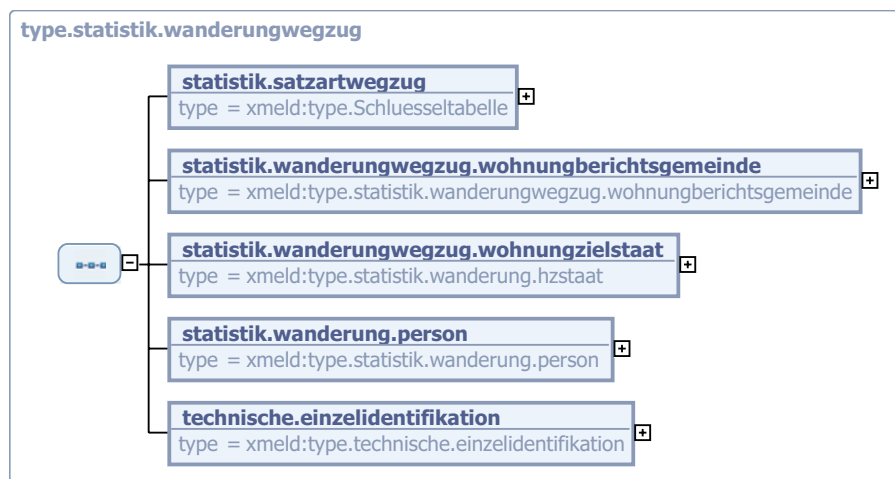 type.statistik.wanderungwegzug
statistik.satzartwegzug
type = xmeld:type.Schluesseltabelle
statistik.wanderungwegzug.wohnungberichtsgemeinde
type = xmeld:type.statistik.wanderungwegzug.wohnungberichtsgemeinde
statistik.wanderungwegzug.wohnungzielstaat
type = xmeld:type.statistik.wanderung.hzstaat
statistik.wanderung.person
type = xmeld:type.statistik.wanderung.person
technische.einzelidentifikation
type = xmeld:type.technische.einzelidentifikation